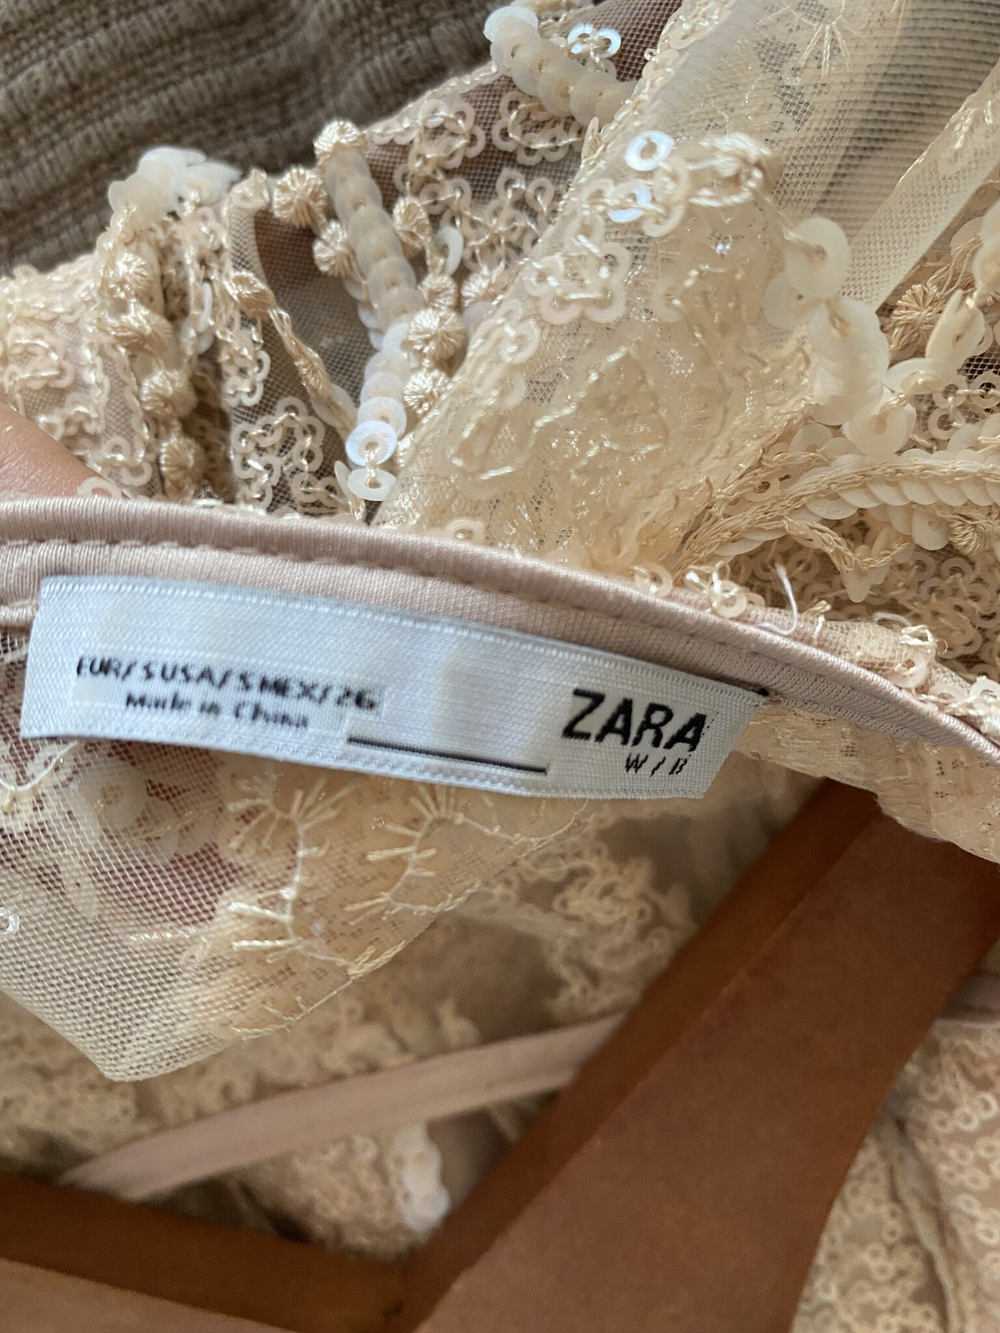 EUR/S USA/S MEX/26
Made in China
ZARA
W/B